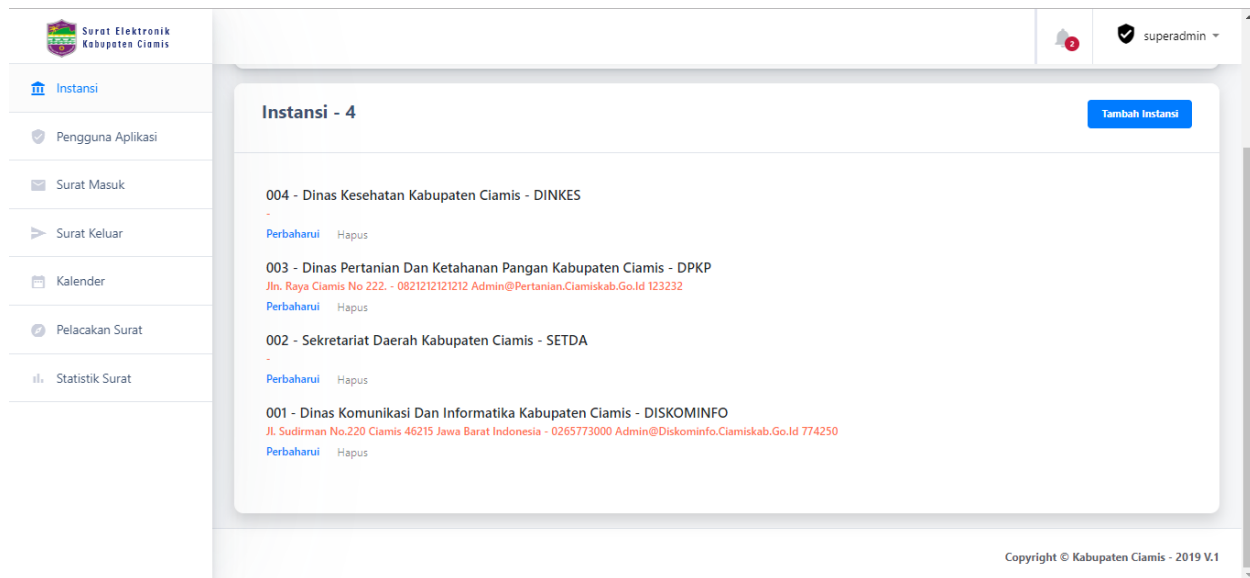 Surat Elektronik
Kabupaten Ciamis
2
superadmin
Instansi
Pengguna Aplikasi
Surat Masuk
Surat Keluar
Kalender
Pelacakan Surat
Statistik Surat
Instansi - 4
Tambah Instansi
004 - Dinas Kesehatan Kabupaten Ciamis - DINKES
-
Perbaharui Hapus
003 - Dinas Pertanian Dan Ketahanan Pangan Kabupaten Ciamis - DPKP
Jln. Raya Ciamis No 222. - 0821212121212 Admin@Pertanian.Ciamiskab.Go.Id 123232
Perbaharui Hapus
002 - Sekretariat Daerah Kabupaten Ciamis - SETDA
-
Perbaharui Hapus
001 - Dinas Komunikasi Dan Informatika Kabupaten Ciamis - DISKOMINFO
Jl. Sudirman No.220 Ciamis 46215 Jawa Barat Indonesia - 0265773000 Admin@Diskominfo.Ciamiskab.Go.Id 774250
Perbaharui Hapus
Copyright © Kabupaten Ciamis - 2019 V.1